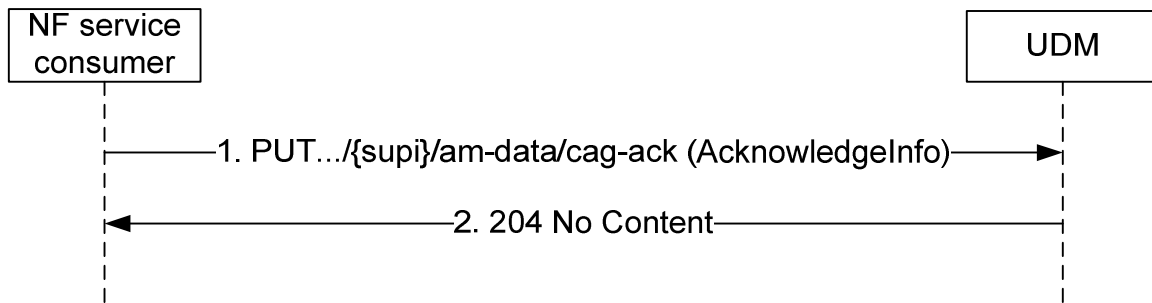 NF service
consumer
UDM
1. PUT.../{supi}/am-data/cag-ack (AcknowledgeInfo)
2. 204 No Content